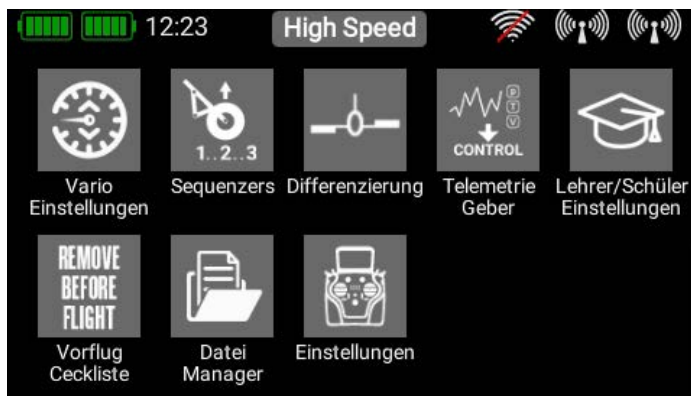 12:23 High Speed
1..2..3
P
T
V
CONTROL
Vario
Einstellungen
Sequenzers
Differenzierung
Telemetrie
Geber
Lehrer/Schüler
Einstellungen
REMOVE
BEFORE
FLIGHT
Vorflug
Ceckliste
Datei
Manager
Einstellungen